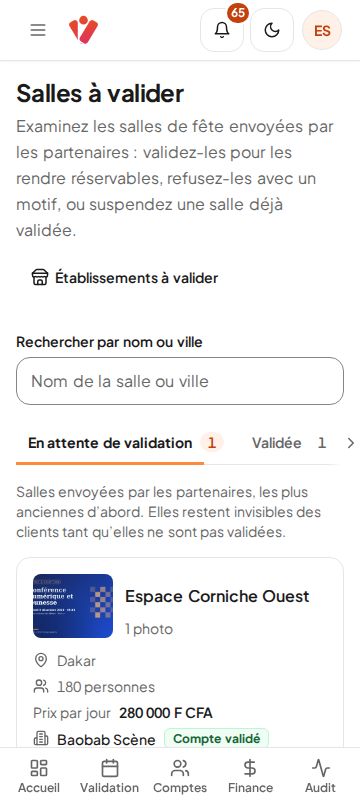 65
ES
Salles à valider
Examinez les salles de fête envoyées par
les partenaires : validez-les pour les
rendre réservables, refusez-les avec un
motif, ou suspendez une salle déjà
validée.
Établissements à valider
Rechercher par nom ou ville
Nom de la salle ou ville
En attente de validation 1 Validée 1
Salles envoyées par les partenaires, les plus
anciennes d’abord. Elles restent invisibles des
clients tant qu’elles ne sont pas validées.
Espace Corniche Ouest
1 photo
Dakar
180 personnes
Prix par jour 280 000 F CFA
Baobab Scène Compte validé
Accueil Validation Comptes Finance Audit